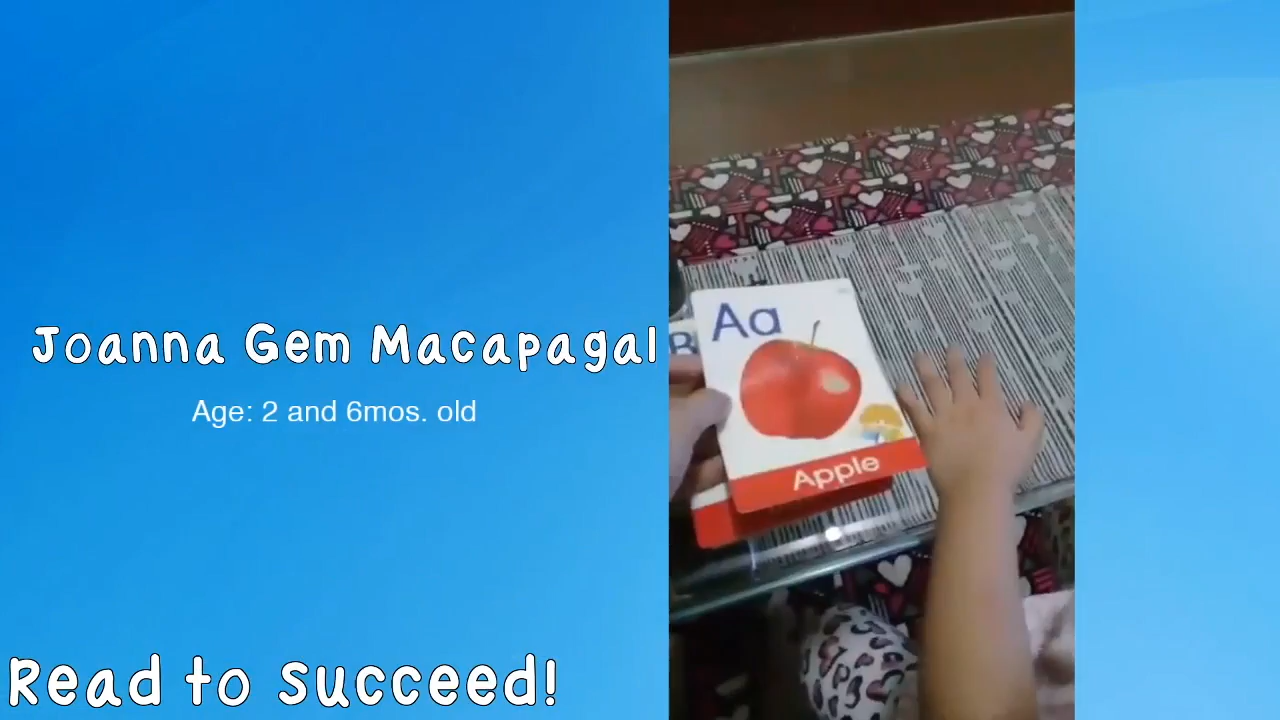 Joanna Gem Macapagal
Age: 2 and 6mos. old
Read to succeed!
Aa
B
Apple